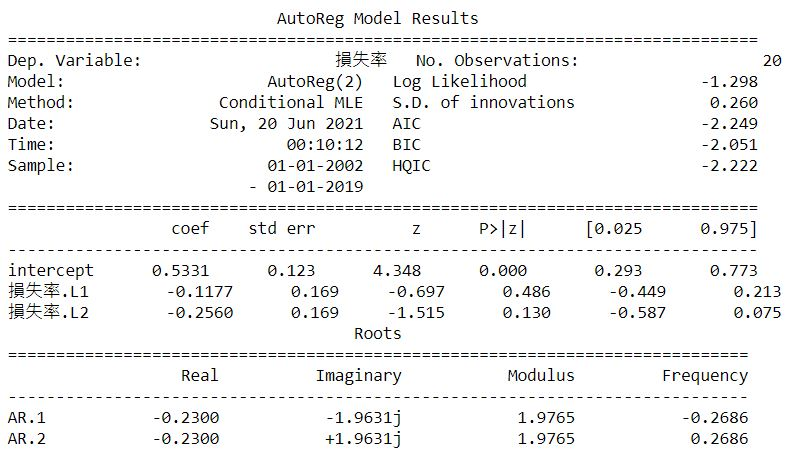 AutoReg Model Results
==============================================================================
Dep. Variable: 損失率 No. Observations: 20
Model: AutoReg(2) Log Likelihood -1.298
Method: Conditional MLE S.D. of innovations 0.260
Date: Sun, 20 Jun 2021 AIC -2.249
Time: 00:10:12 BIC -2.051
Sample: 01-01-2002 HQIC -2.222
- 01-01-2019
==============================================================================
coef std err z P>|z| [0.025 0.975]
------------------------------------------------------------------------------
intercept 0.5331 0.123 4.348 0.000 0.293 0.773
損失率.L1 -0.1177 0.169 -0.697 0.486 -0.449 0.213
損失率.L2 -0.2560 0.169 -1.515 0.130 -0.587 0.075
Roots
=============================================================================
Real Imaginary Modulus Frequency
-----------------------------------------------------------------------------
AR.1 -0.2300 -1.9631j 1.9765 -0.2686
AR.2 -0.2300 +1.9631j 1.9765 0.2686